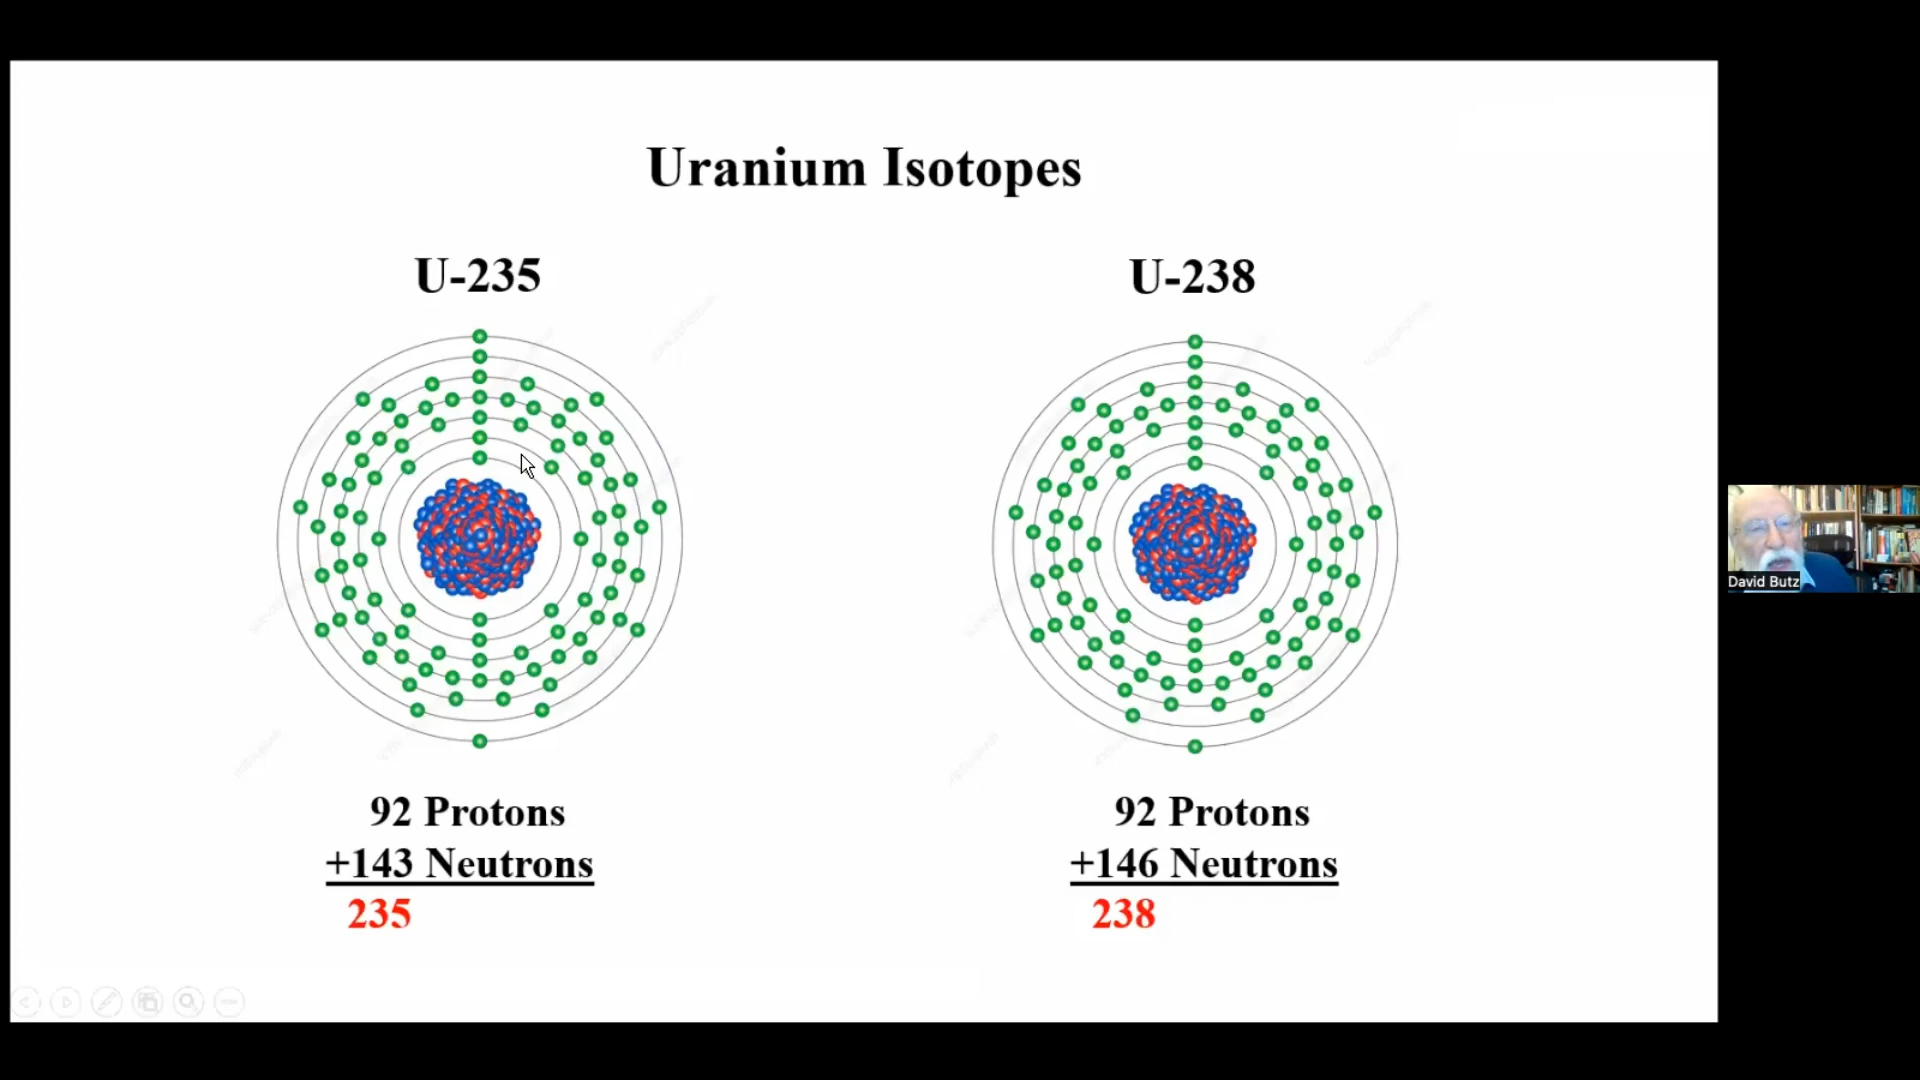 Uranium Isotopes
U-235
U-238
92 Protons
+143 Neutrons
235
92 Protons
+146 Neutrons
238
David Butz